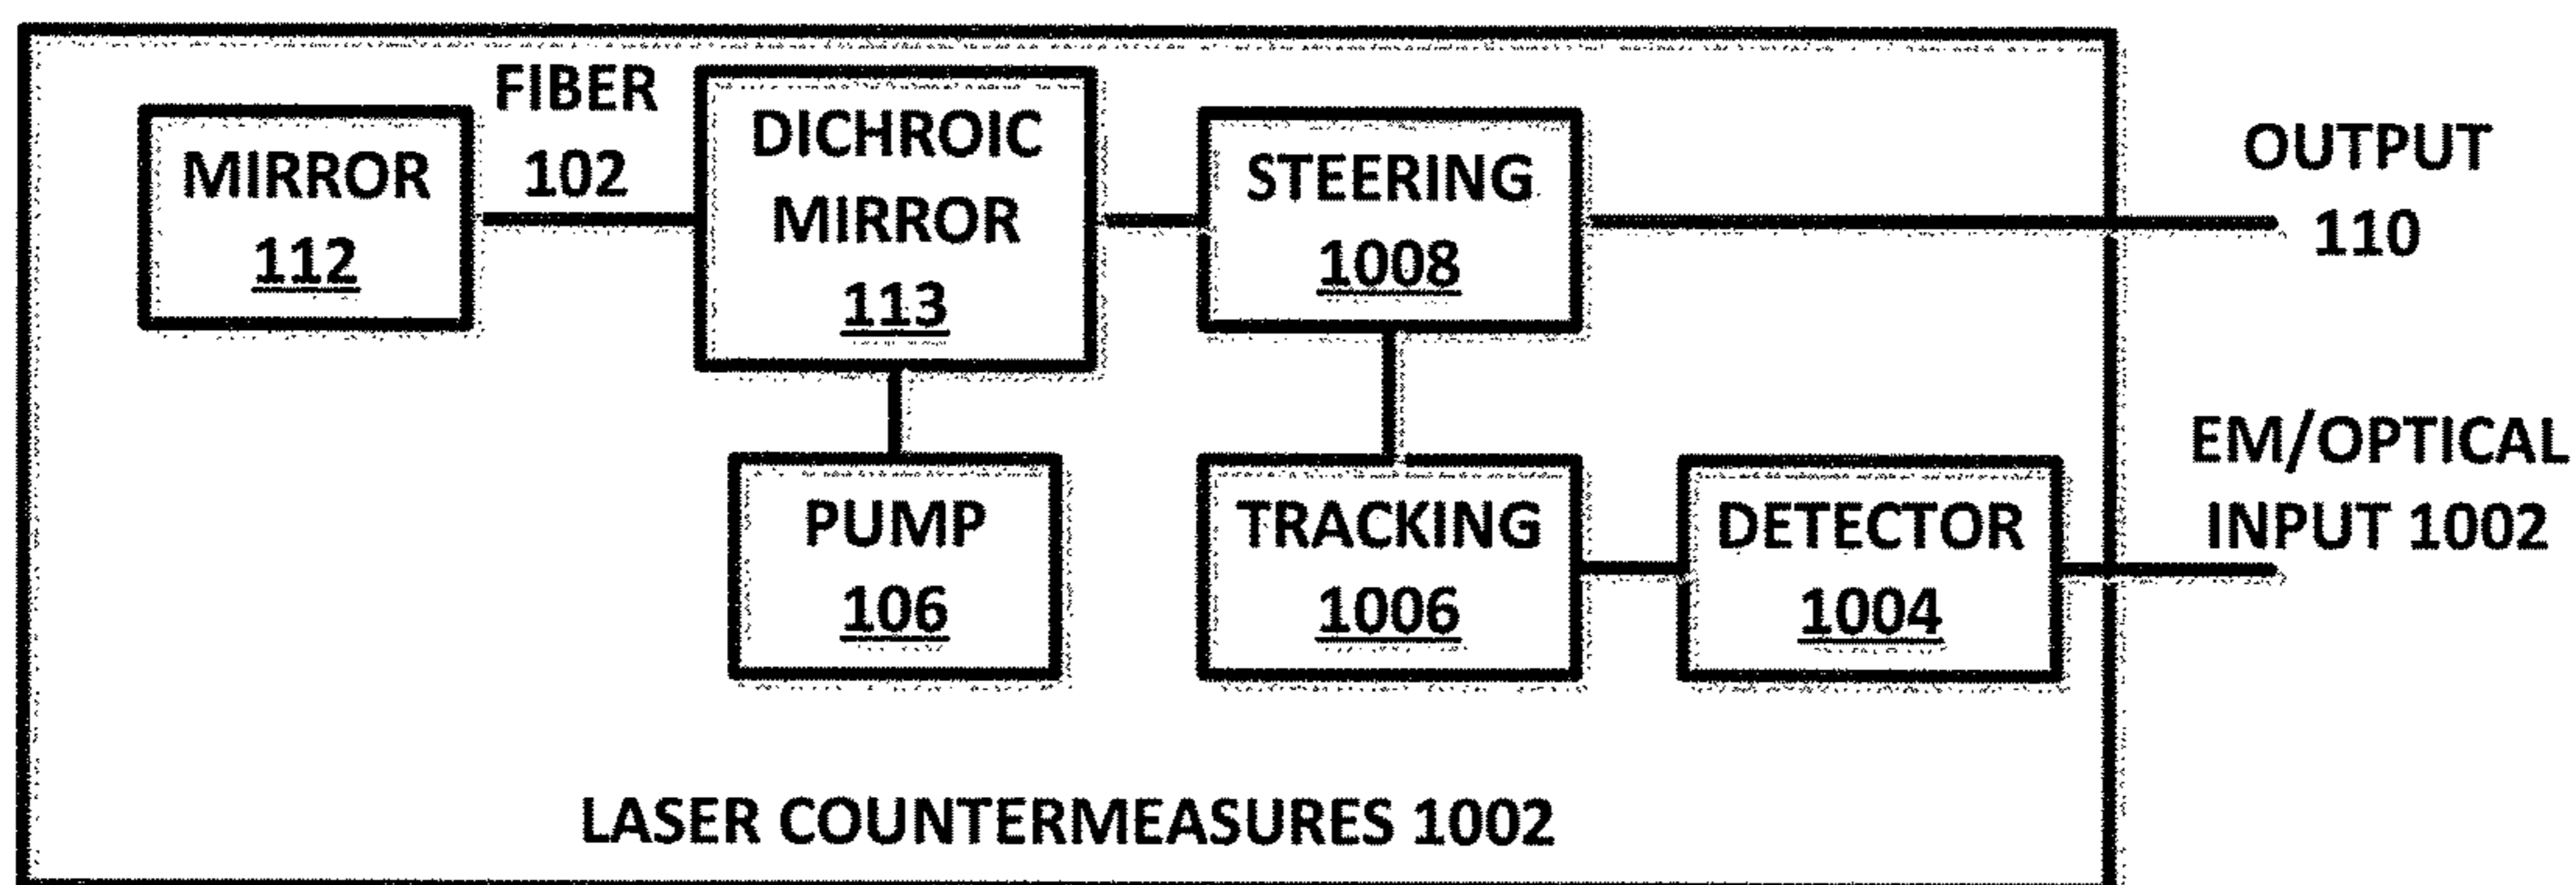 MIRROR
112
FIBER
102
DICHROIC
MIRROR
113
STEERING
1008
OUTPUT
110
PUMP
106
TRACKING
1006
DETECTOR
1004
EM/OPTICAL
INPUT 1002
LASER COUNTERMEASURES 1002